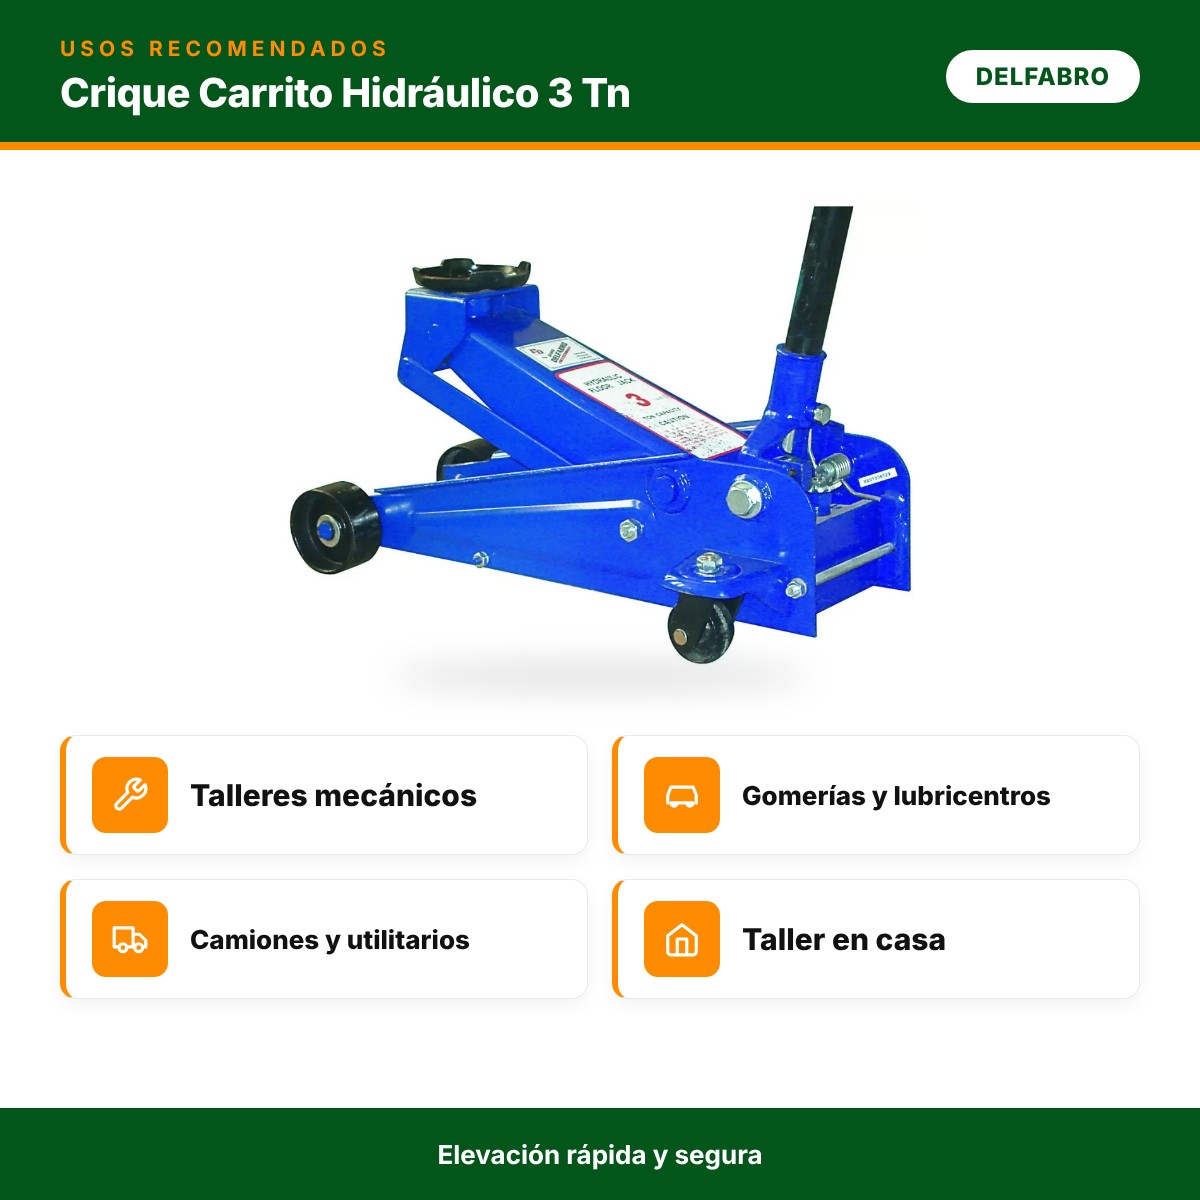 USOS RECOMENDADOS
Crique Carrito Hidráulico 3 Tn
DELFABRO
DELFABRO
HYDRAULIC
FLOOR JACK
3
TON CAPACITY
CAUTION
Talleres mecánicos
Gomerías y lubricentros
Camiones y utilitarios
Taller en casa
Elevación rápida y segura